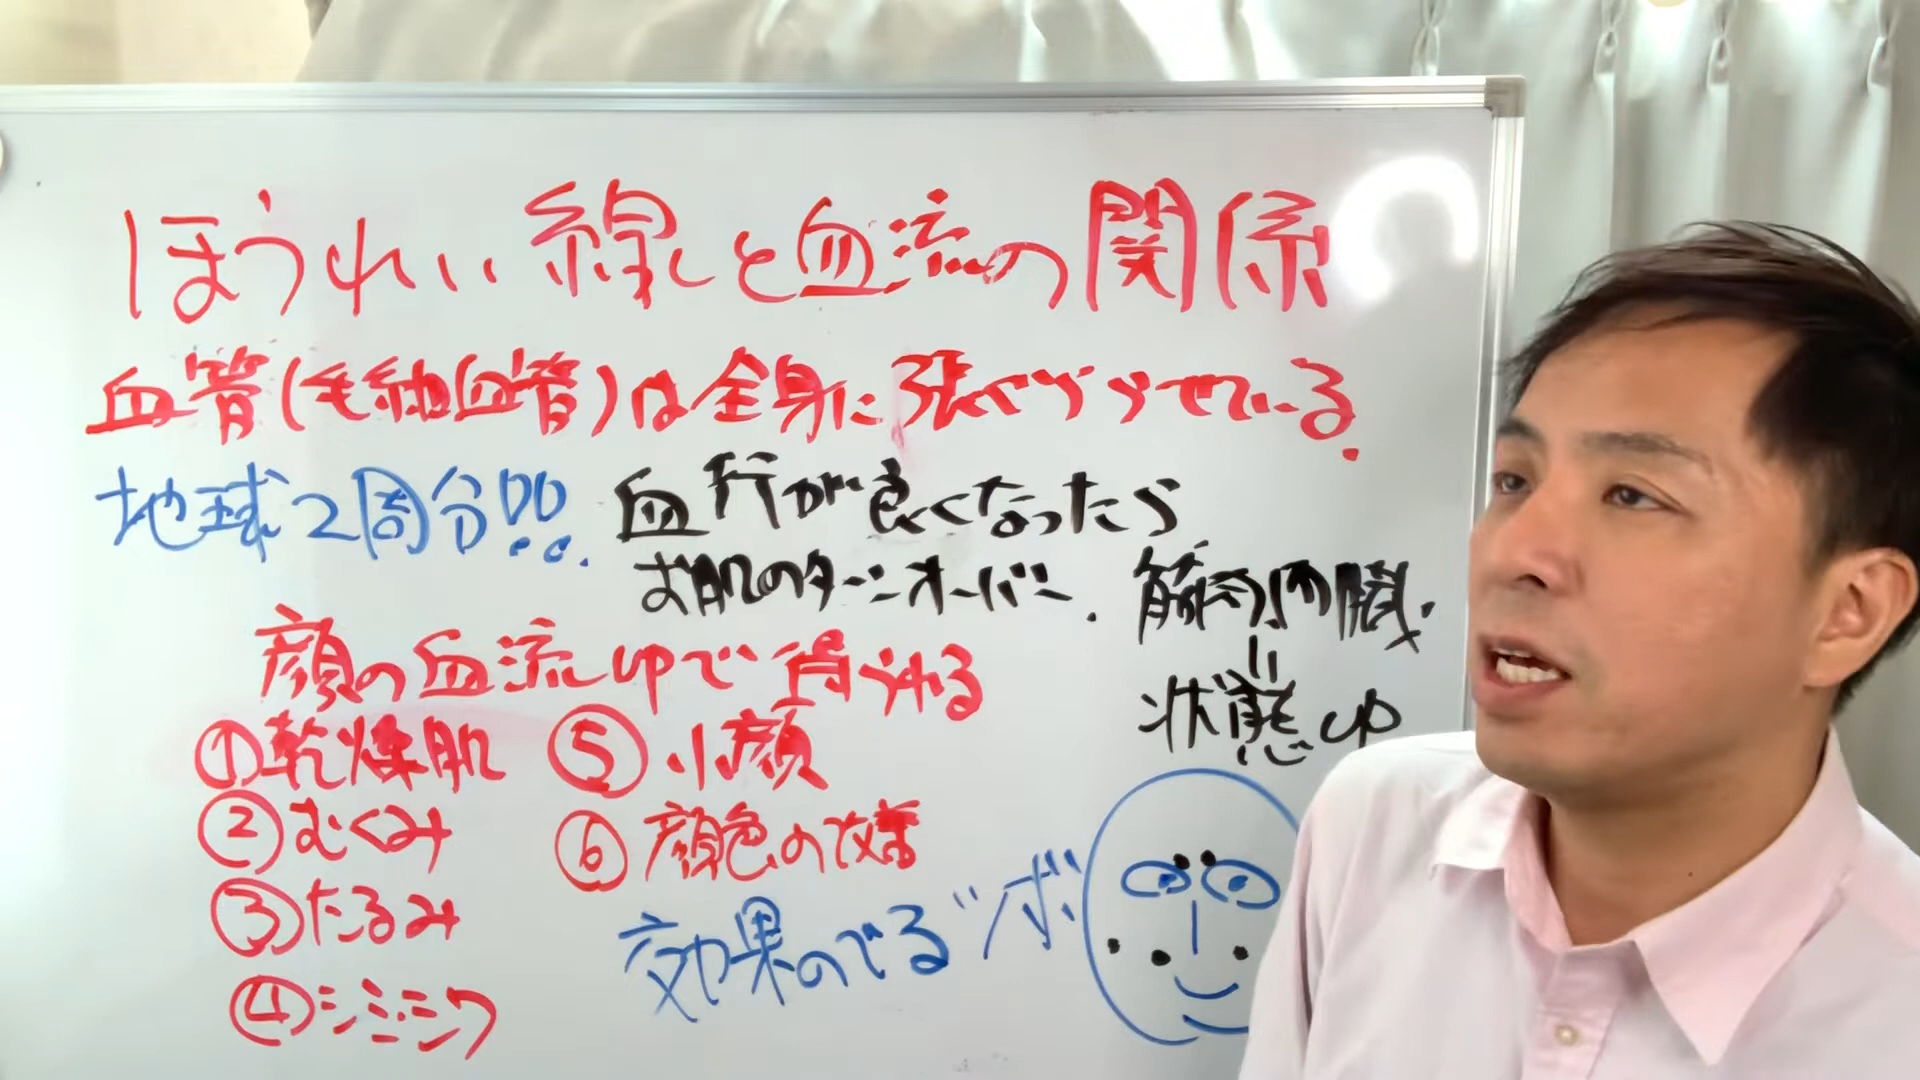 ほうれい線と血流の関係
血管(毛細血管)は全身に張りめぐらせている.
地球2周分!!.
血行が良くなったら
お肌のターンオーバー.
筋肉、内臓.
状態up
顔の血流upで得られる
①乾燥肌
②むくみ
③たるみ
④シミ・シワ
⑤小顔
⑥顔色の改善
効果のでるツボ